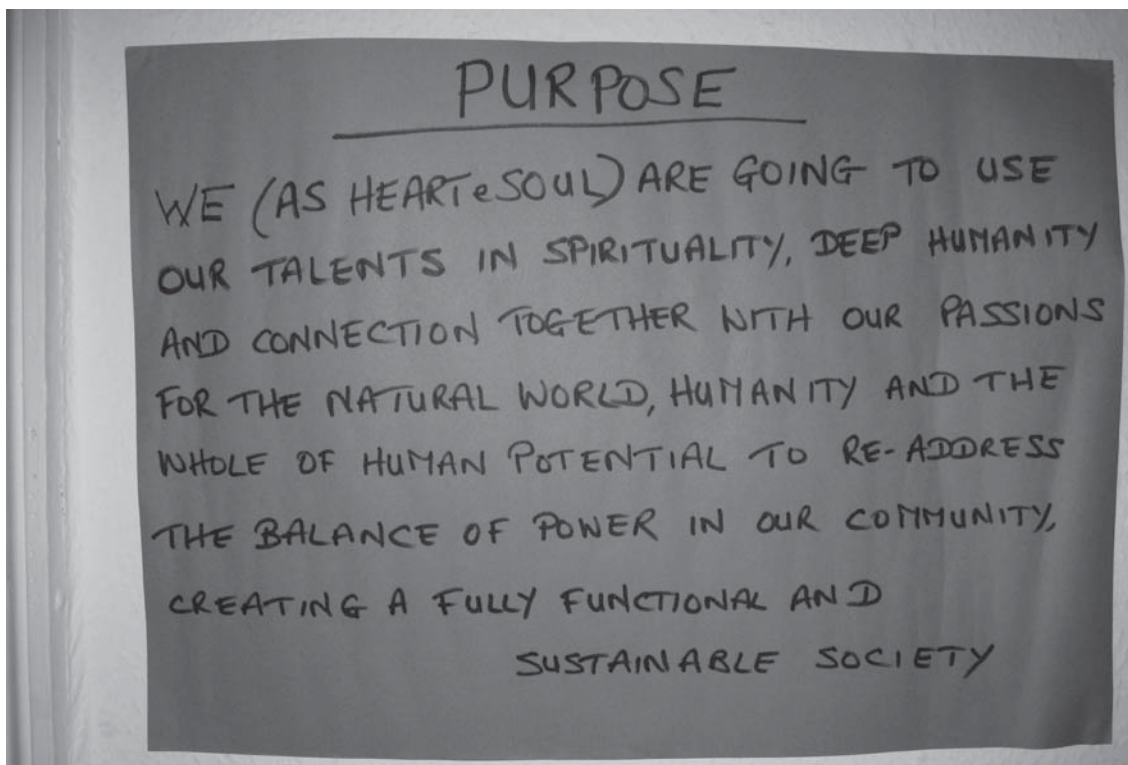 PURPOSE
WE (AS HEARTeSOUL) ARE GOING TO USE
OUR TALENTS IN SPIRITUALITY, DEEP HUMANITY
AND CONNECTION TOGETHER WITH OUR PASSIONS
FOR THE NATURAL WORLD, HUMANITY AND THE
WHOLE OF HUMAN POTENTIAL TO RE-ADDRESS
THE BALANCE OF POWER IN OUR COMMUNITY,
CREATING A FULLY FUNCTIONAL AND
SUSTAINABLE SOCIETY